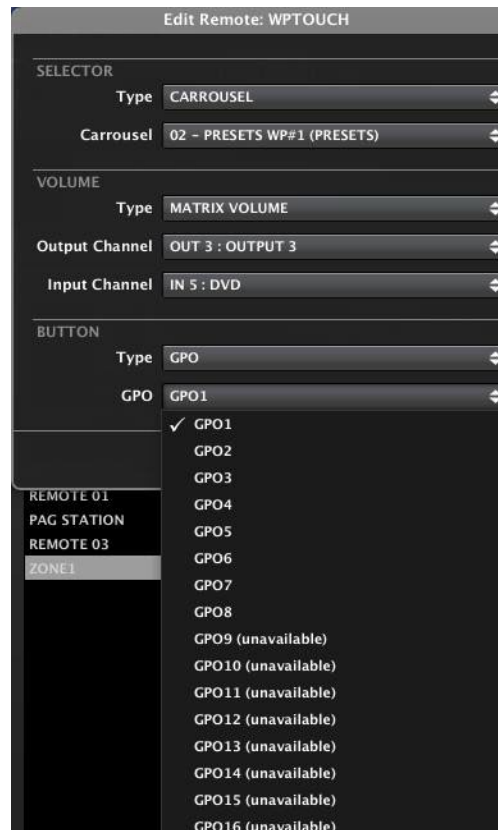 Edit Remote: WPTOUCH
SELECTOR
Type CARROUSEL
Carrousel 02 - PRESETS WP#1 (PRESETS)
VOLUME
Type MATRIX VOLUME
Output Channel OUT 3 : OUTPUT 3
Input Channel IN 5 : DVD
BUTTON
Type GPO
GPO GPO1
✓ GPO1
GPO2
GPO3
GPO4
GPO5
GPO6
GPO7
GPO8
GPO9 (unavailable)
GPO10 (unavailable)
GPO11 (unavailable)
GPO12 (unavailable)
GPO13 (unavailable)
GPO14 (unavailable)
GPO15 (unavailable)
GPO16 (unavailable)
REMOTE 01
PAG STATION
REMOTE 03
ZONE1